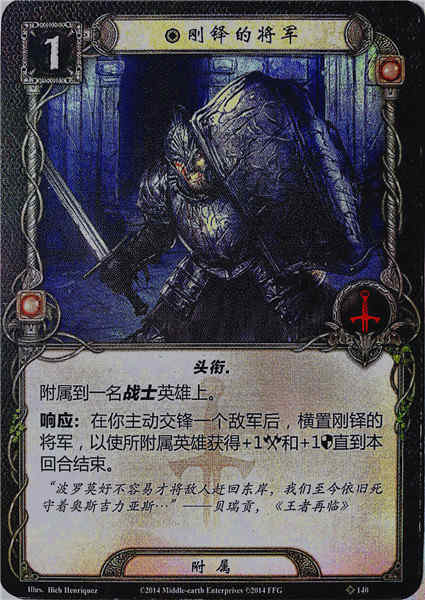 1
刚铎的将军
头衔.
附属到一名战士英雄上。
响应：在你主动交锋一个敌军后，横置刚铎的
将军，以使所附属英雄获得+1和+1直到本
回合结束。
“波罗莫好不容易才将敌人赶回东岸，我们至今依旧死
守着奥斯吉力亚斯…”——贝瑞贡，《王者再临》
附属
Illus. Rich Henriquez
©2014 Middle-earth Enterprises ©2014 FFG
140